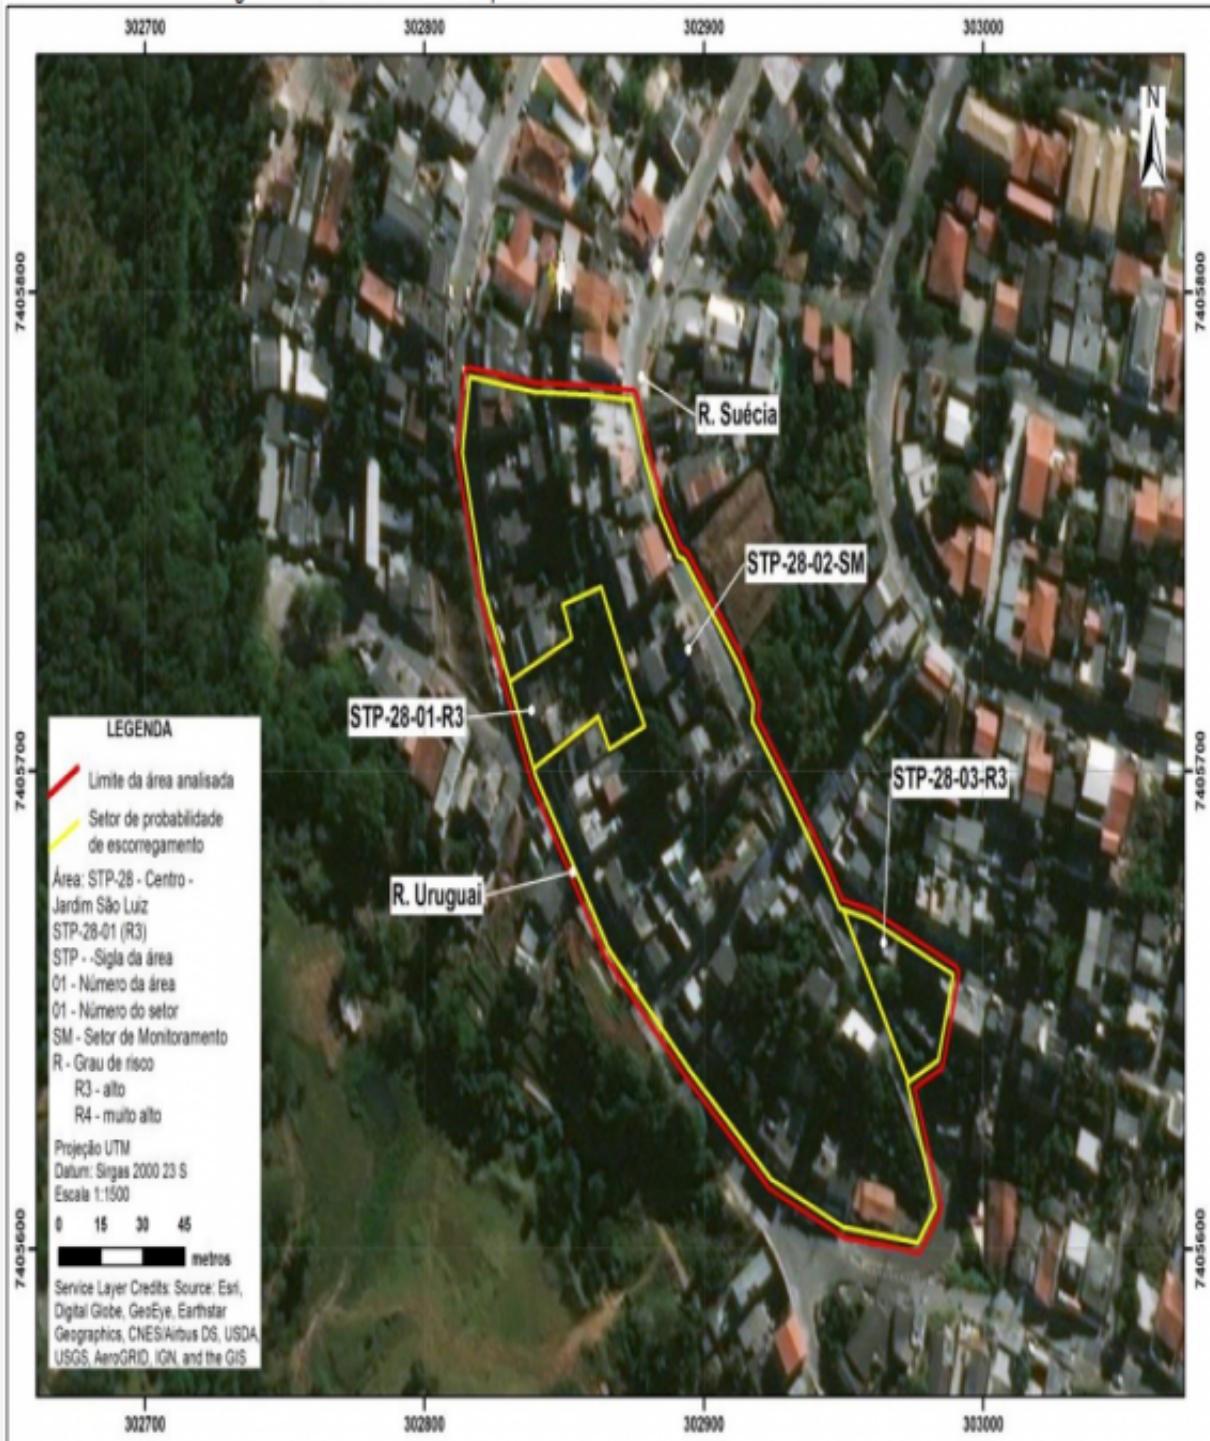 302700 302800 302900 303000
N
7405800 7405800
R. Suécia
STP-28-02-SM
STP-28-01-R3
7405700 7405700
STP-28-03-R3
R. Uruguai
LEGENDA
Limite da área analisada
Setor de probabilidade
de escorregamento
Área: STP-28 - Centro -
Jardim São Luiz
STP-28-01 (R3)
STP - -Sigla da área
01 - Número da área
01 - Número do setor
SM - Setor de Monitoramento
R - Grau de risco
R3 - alto
R4 - muito alto
Projeção UTM
Datum: Sirgas 2000 23 S
Escala 1:1500
0 15 30 45
metros
Service Layer Credits: Source: Esri,
Digital Globe, GeoEye, Earthstar
Geographics, CNES/Airbus DS, USDA,
USGS, AeroGRID, IGN, and the GIS
7405600 7405600
302700 302800 302900 303000